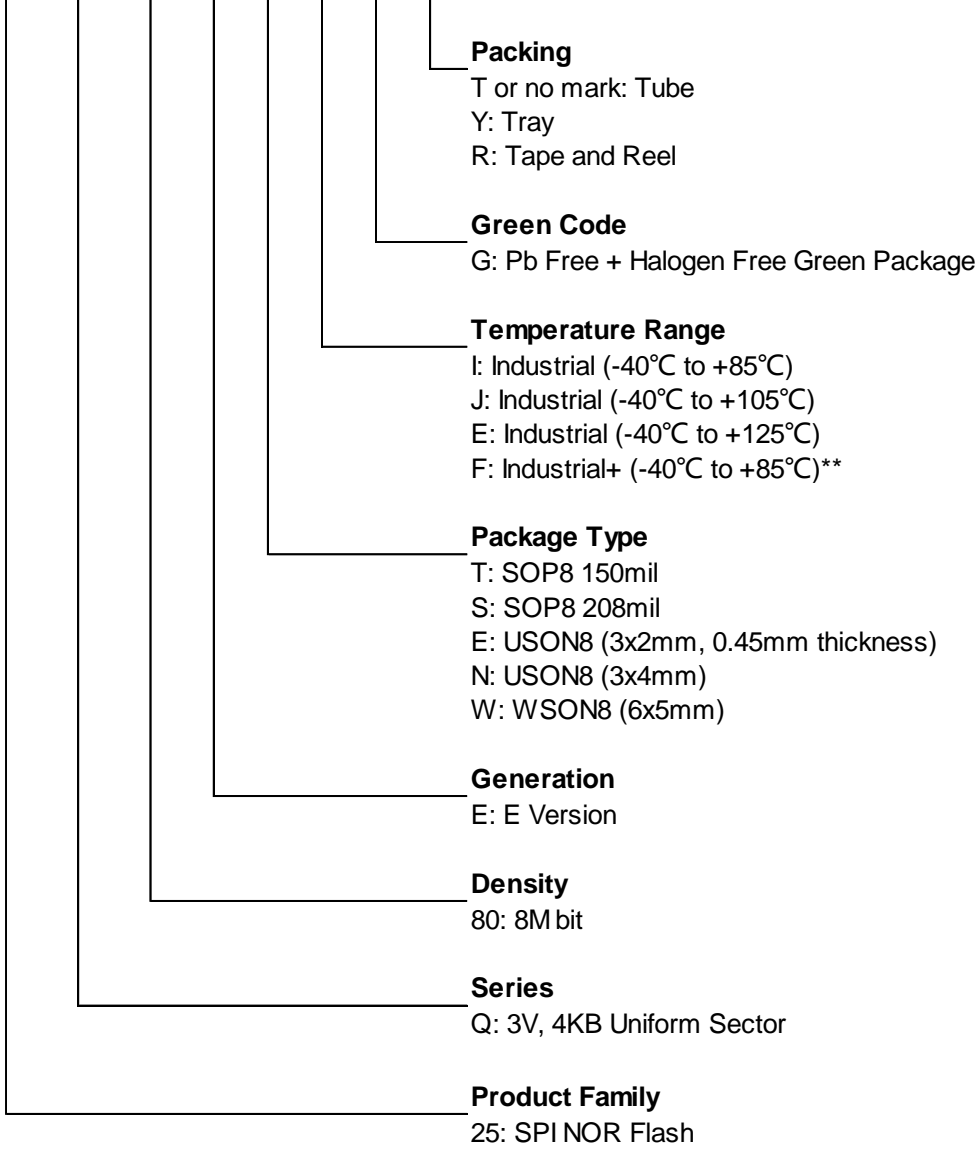 Packing
T or no mark: Tube
Y: Tray
R: Tape and Reel
Green Code
G: Pb Free + Halogen Free Green Package
Temperature Range
I: Industrial (-40℃ to +85℃)
J: Industrial (-40℃ to +105℃)
E: Industrial (-40℃ to +125℃)
F: Industrial+ (-40℃ to +85℃)**
Package Type
T: SOP8 150mil
S: SOP8 208mil
E: USON8 (3x2mm, 0.45mm thickness)
N: USON8 (3x4mm)
W: WSON8 (6x5mm)
Generation
E: E Version
Density
80: 8M bit
Series
Q: 3V, 4KB Uniform Sector
Product Family
25: SPI NOR Flash